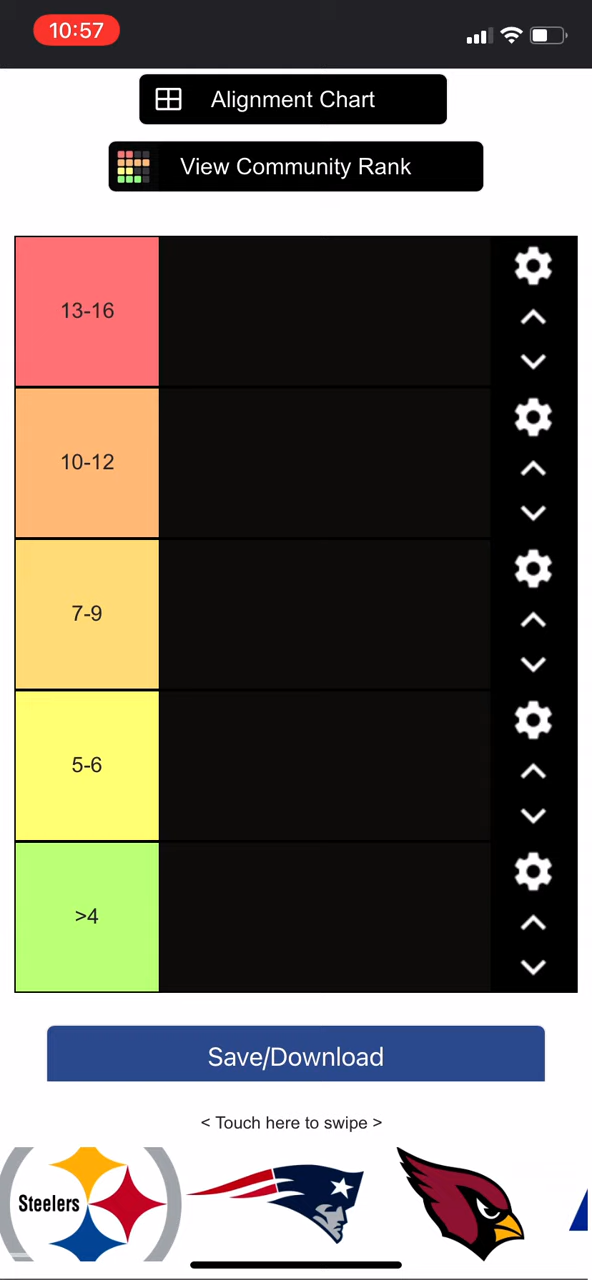 10:57
Alignment Chart
View Community Rank
13-16
10-12
7-9
5-6
>4
Save/Download
< Touch here to swipe >
Steelers